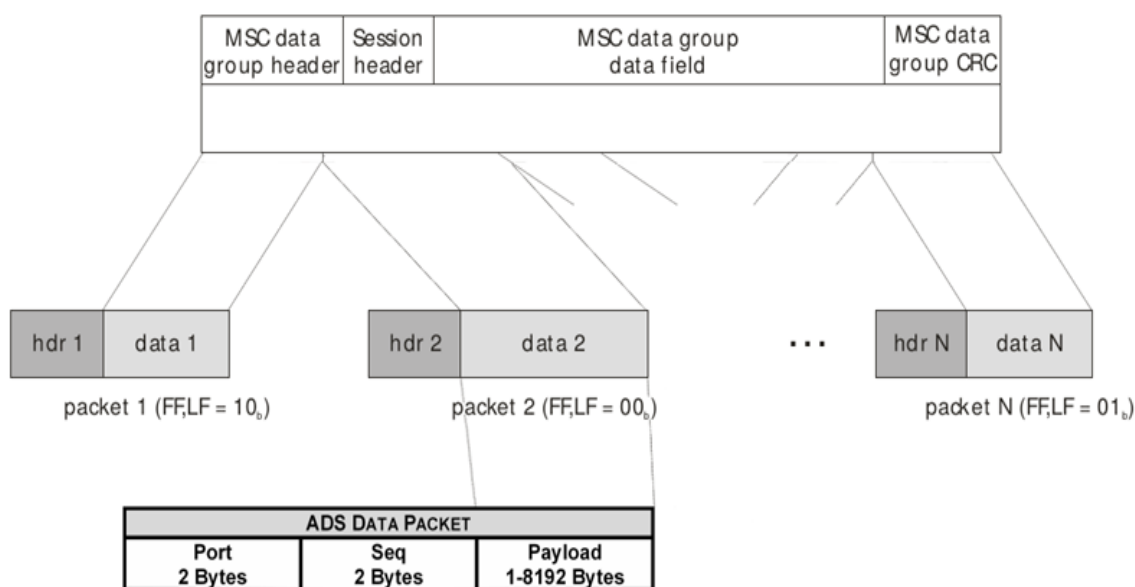 MSC data group header
Session header
MSC data group data field
MSC data group CRC
hdr 1
data 1
hdr 2
data 2
...
hdr N
data N
packet 1 (FF,LF = 10b)
packet 2 (FF,LF = 00b)
packet N (FF,LF = 01b)
ADS DATA PACKET
Port
2 Bytes
Seq
2 Bytes
Payload
1-8192 Bytes